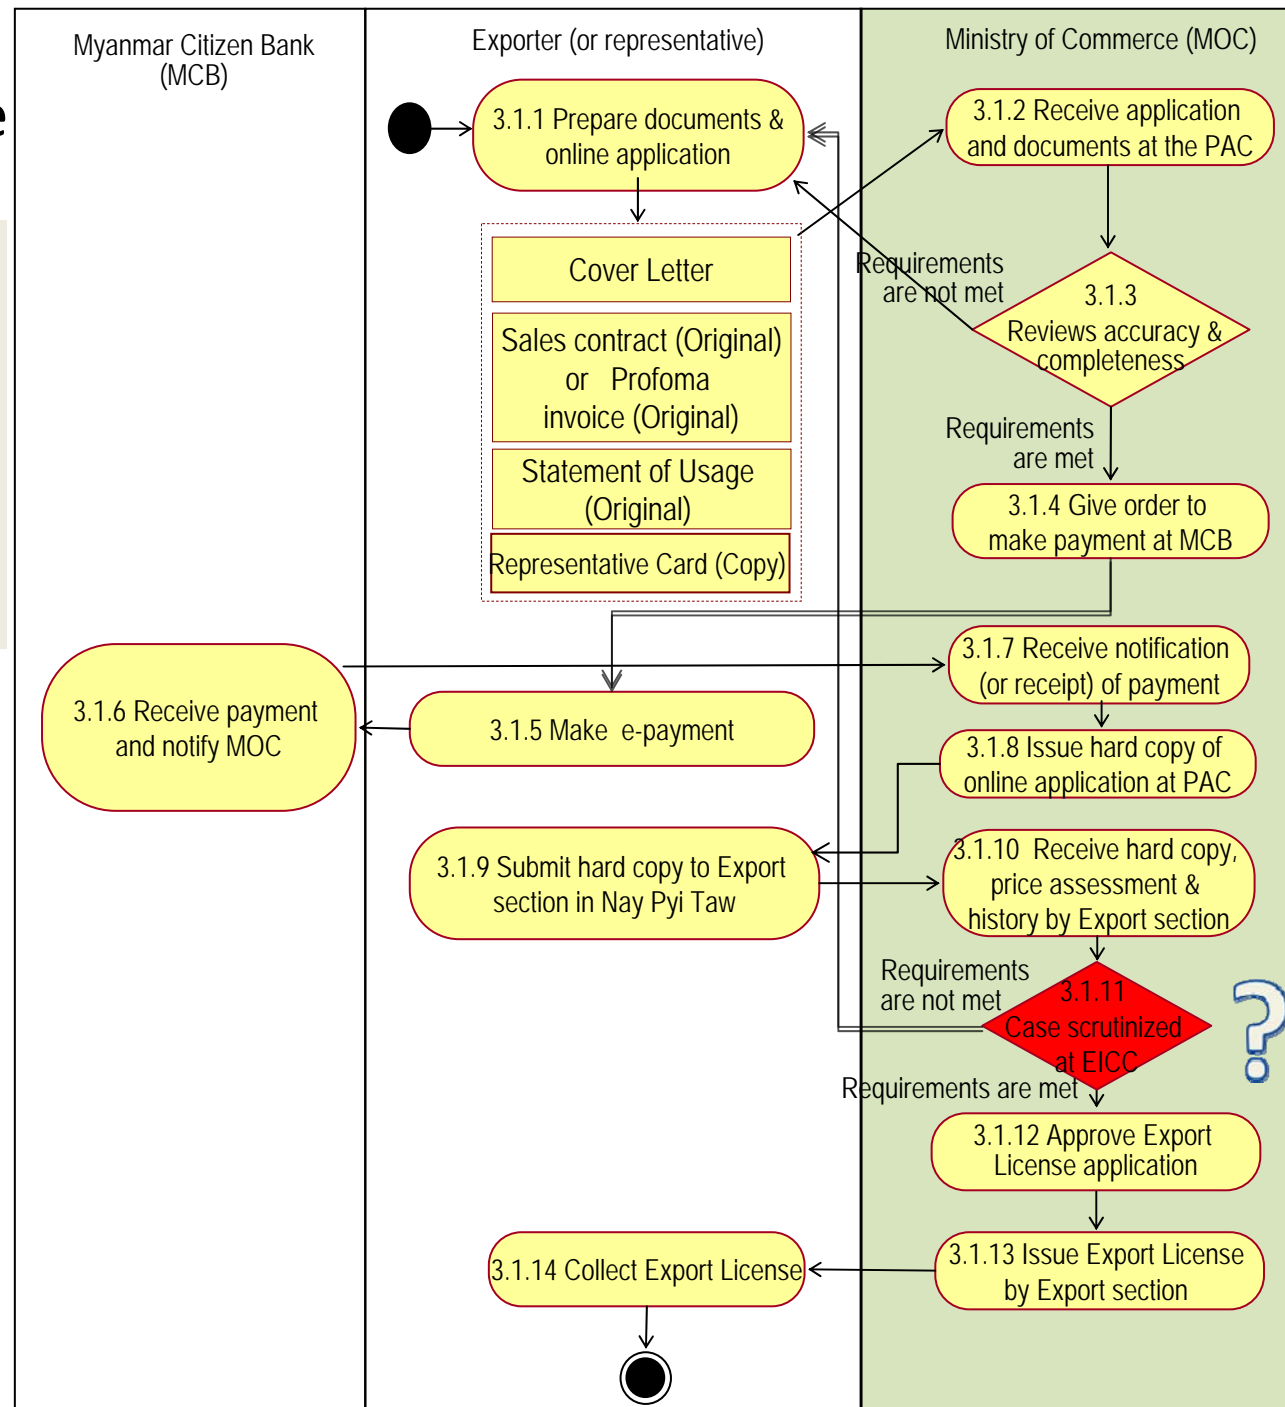 e
Myanmar Citizen Bank
(MCB)
Exporter (or representative)
Ministry of Commerce (MOC)
3.1.1 Prepare documents &
online application
3.1.2 Receive application
and documents at the PAC
Cover Letter
Sales contract (Original)
or Profoma
invoice (Original)
Statement of Usage
(Original)
Representative Card (Copy)
Requirements
are not met
3.1.3
Reviews accuracy &
completeness
Requirements
are met
3.1.4 Give order to
make payment at MCB
3.1.6 Receive payment
and notify MOC
3.1.5 Make e-payment
3.1.7 Receive notification
(or receipt) of payment
3.1.8 Issue hard copy of
online application at PAC
3.1.9 Submit hard copy to Export
section in Nay Pyi Taw
3.1.10 Receive hard copy,
price assessment &
history by Export section
Requirements
are not met
3.1.11
Case scrutinized
at EICC
?
Requirements are met
3.1.12 Approve Export
License application
3.1.14 Collect Export License
3.1.13 Issue Export License
by Export section